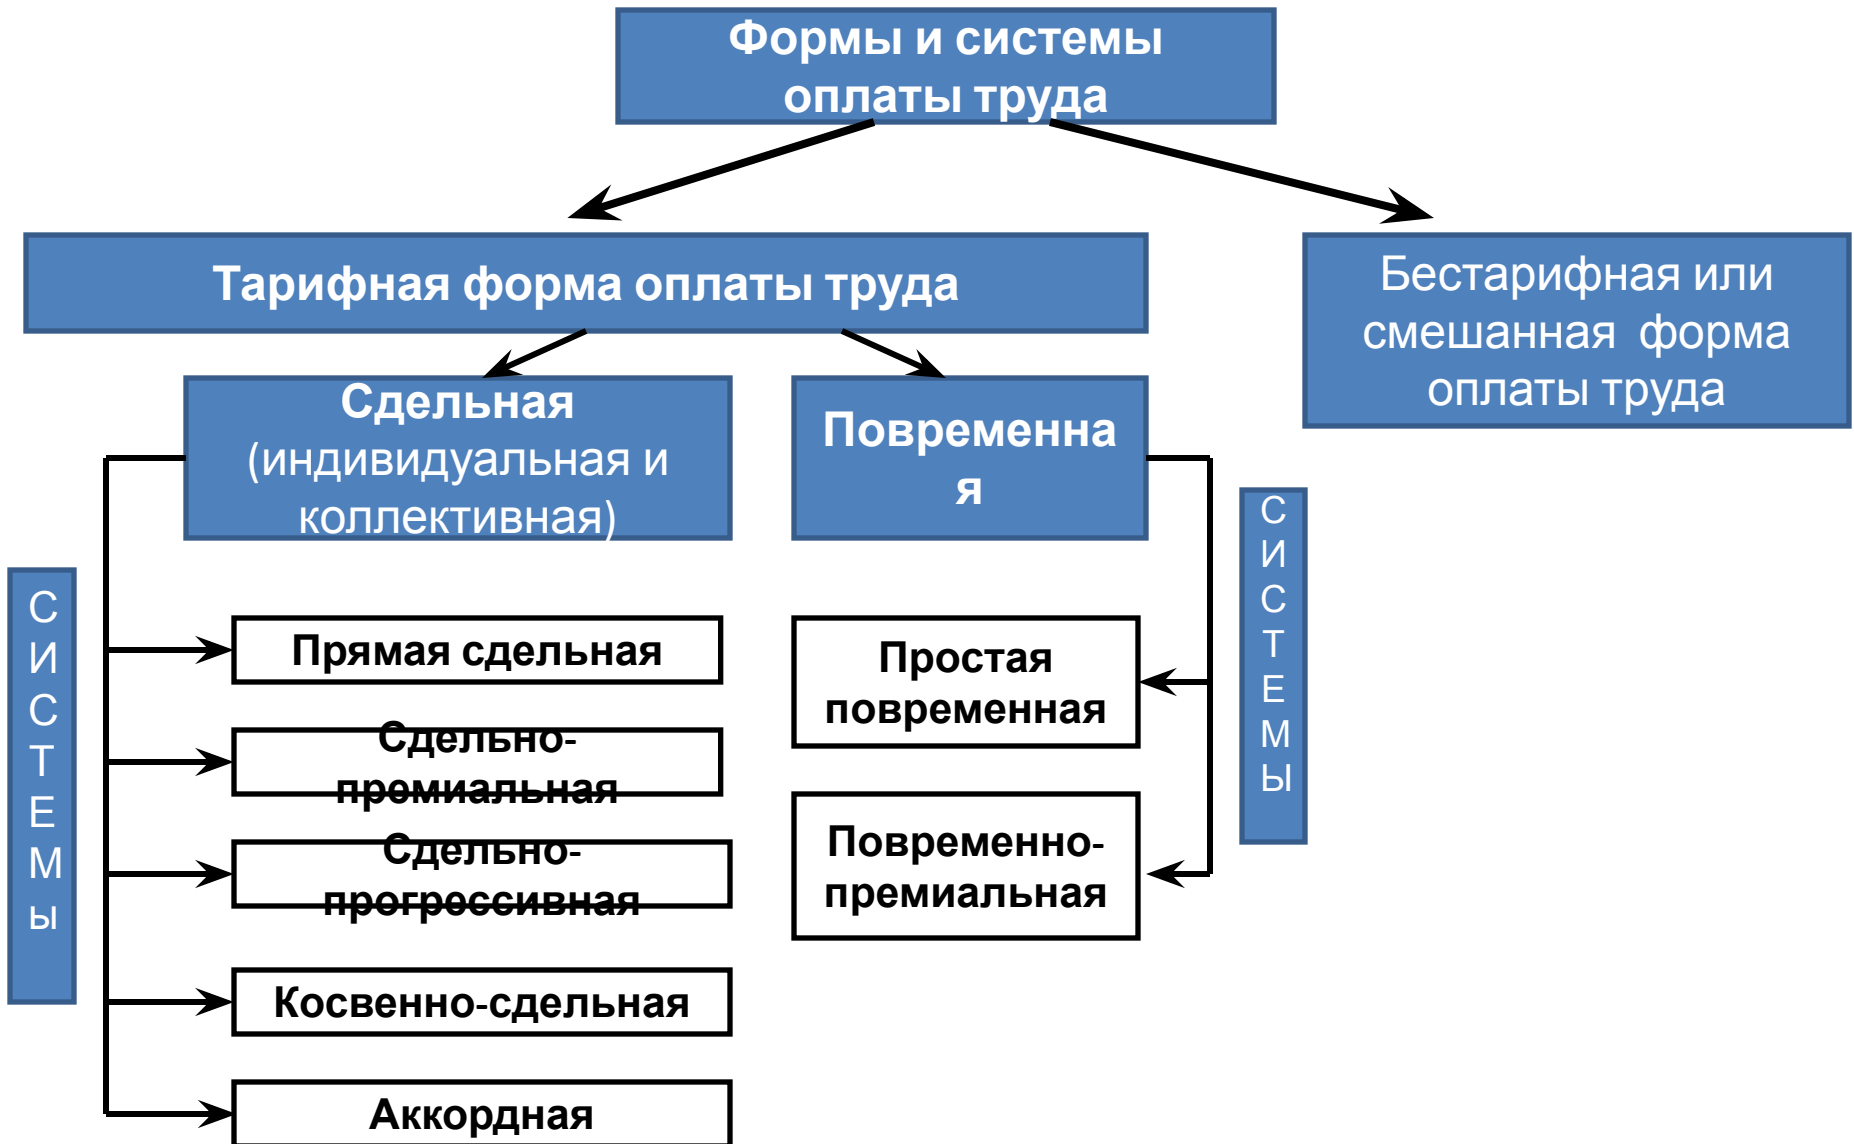 Формы и системы
оплаты труда
Тарифная форма оплаты труда
Бестарифная или
смешанная форма
оплаты труда
Сдельная
(индивидуальная и
коллективная)
Повременна
я
С
И
С
Т
Е
М
ы
С
И
С
Т
Е
М
Ы
Прямая сдельная
Сдельно-
премиальная
Сдельно-
прогрессивная
Косвенно-сдельная
Аккордная
Простая
повременная
Повременно-
премиальная